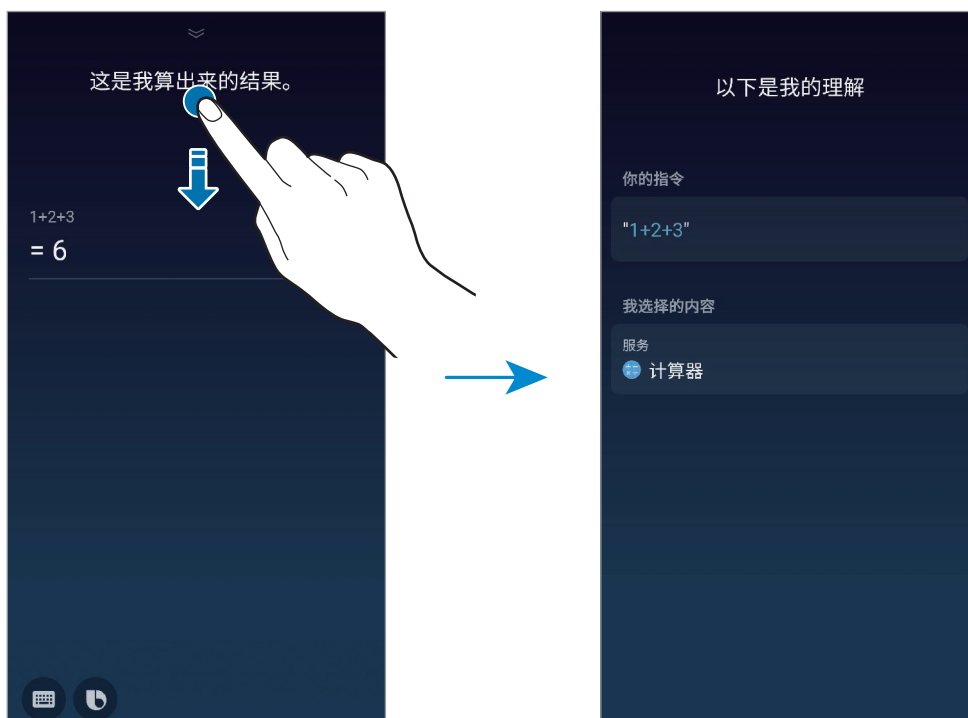 这是我算出来的结果。
1+2+3
= 6
以下是我的理解
你的指令
"1+2+3"
我选择的内容
服务
计算器